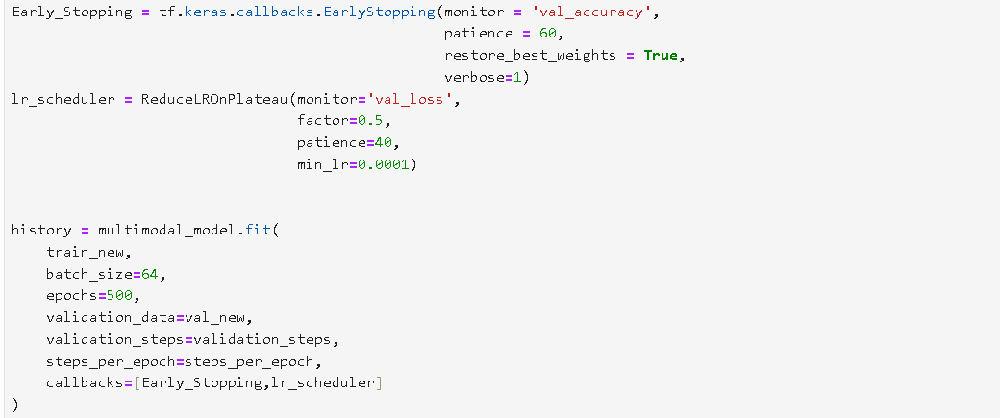 Early_Stopping = tf.keras.callbacks.EarlyStopping(monitor = 'val_accuracy',
patience = 60,
restore_best_weights = True,
verbose=1)
lr_scheduler = ReduceLROnPlateau(monitor='val_loss',
factor=0.5,
patience=40,
min_lr=0.0001)
history = multimodal_model.fit(
train_new,
batch_size=64,
epochs=500,
validation_data=val_new,
validation_steps=validation_steps,
steps_per_epoch=steps_per_epoch,
callbacks=[Early_Stopping,lr_scheduler]
)